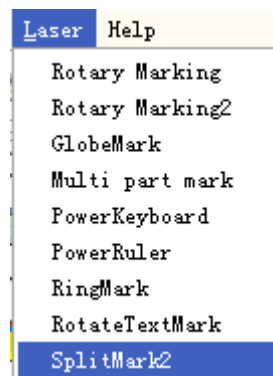 Laser Help
Rotary Marking
Rotary Marking2
GlobeMark
Multi part mark
PowerKeyboard
PowerRuler
RingMark
RotateTextMark
SplitMark2